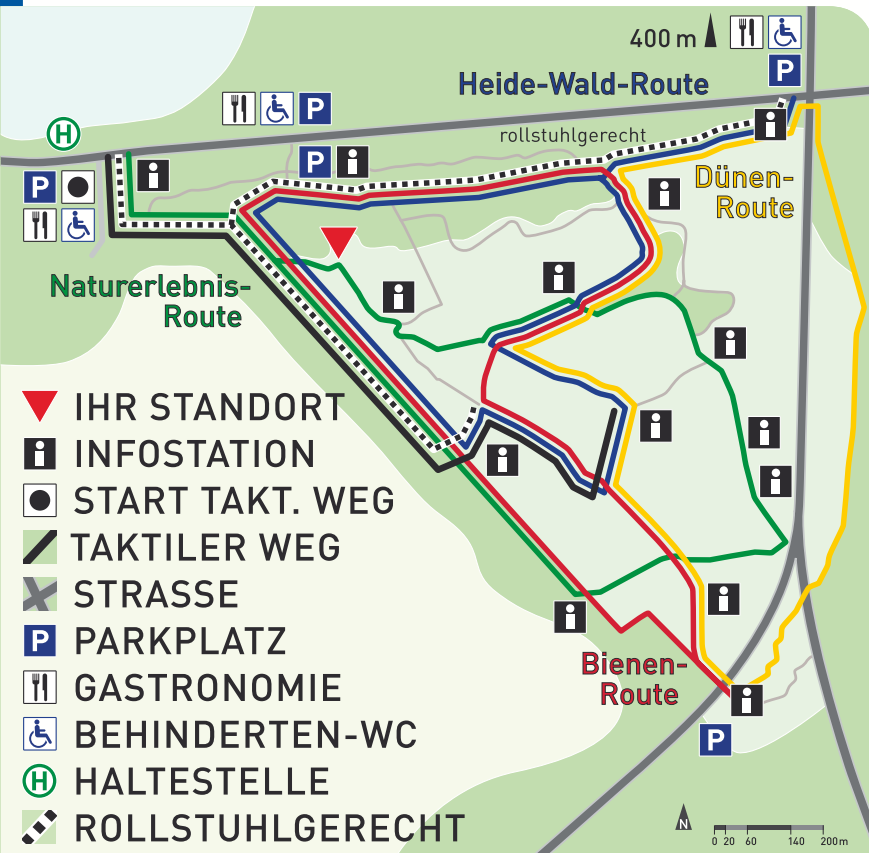 400 m
P
Heide-Wald-Route
P
H
rollstuhlgerecht
i
P
i
i
P
i
Dünen-
Route
Naturerlebnis-
Route
i
i
i
IHR STANDORT
i
INFOSTATION
i
i
i
START TAKT. WEG
i
TAKTILER WEG
STRASSE
i
i
P
PARKPLATZ
Bienen-
Route
GASTRONOMIE
i
BEHINDERTEN-WC
P
H
HALTESTELLE
ROLLSTUHLGERECHT
N
0 20 60 140 200 m